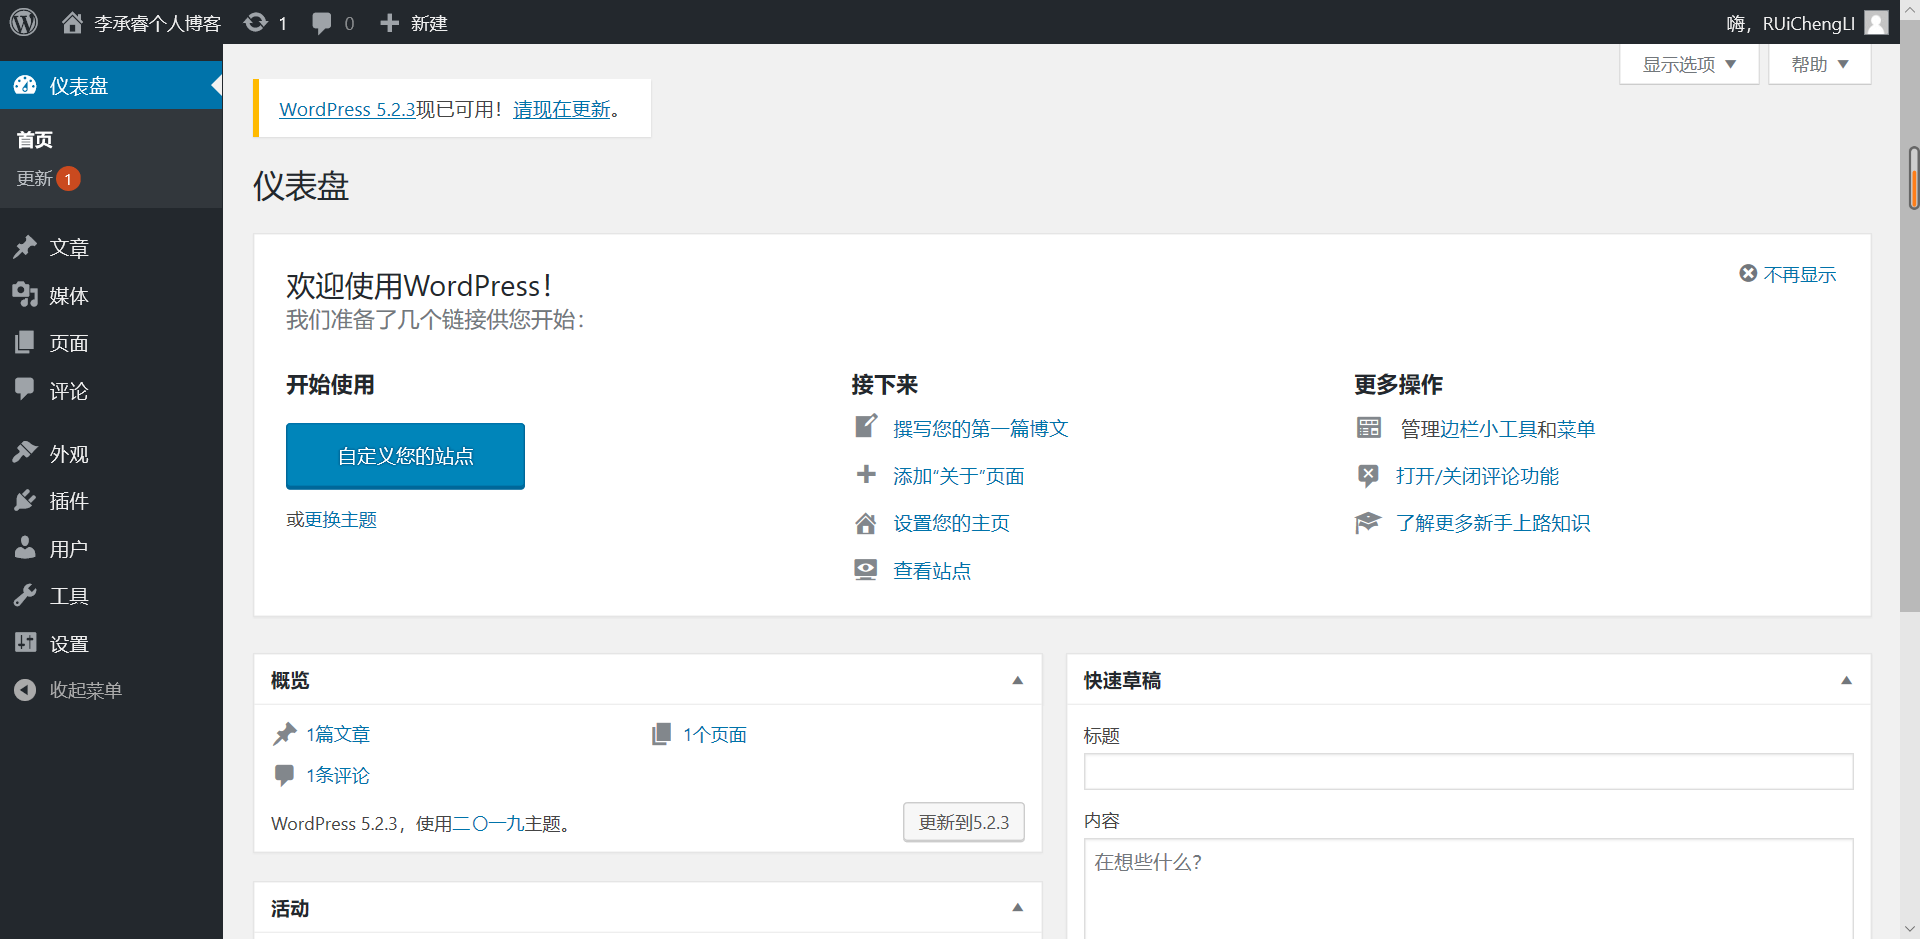 李承睿个人博客
1
0
新建
嗨，RUiChengLI
仪表盘
首页
更新 1
文章
媒体
页面
评论
外观
插件
用户
工具
设置
收起菜单
显示选项
帮助
WordPress 5.2.3现已可用！请现在更新。
仪表盘
欢迎使用WordPress！
我们准备了几个链接供您开始：
不再显示
开始使用
自定义您的站点
或更换主题
接下来
撰写您的第一篇博文
添加“关于”页面
设置您的主页
查看站点
更多操作
管理边栏小工具和菜单
打开/关闭评论功能
了解更多新手上路知识
概览
1篇文章
1个页面
1条评论
WordPress 5.2.3，使用二〇一九主题。
更新到5.2.3
活动
快速草稿
标题
内容
在想些什么？